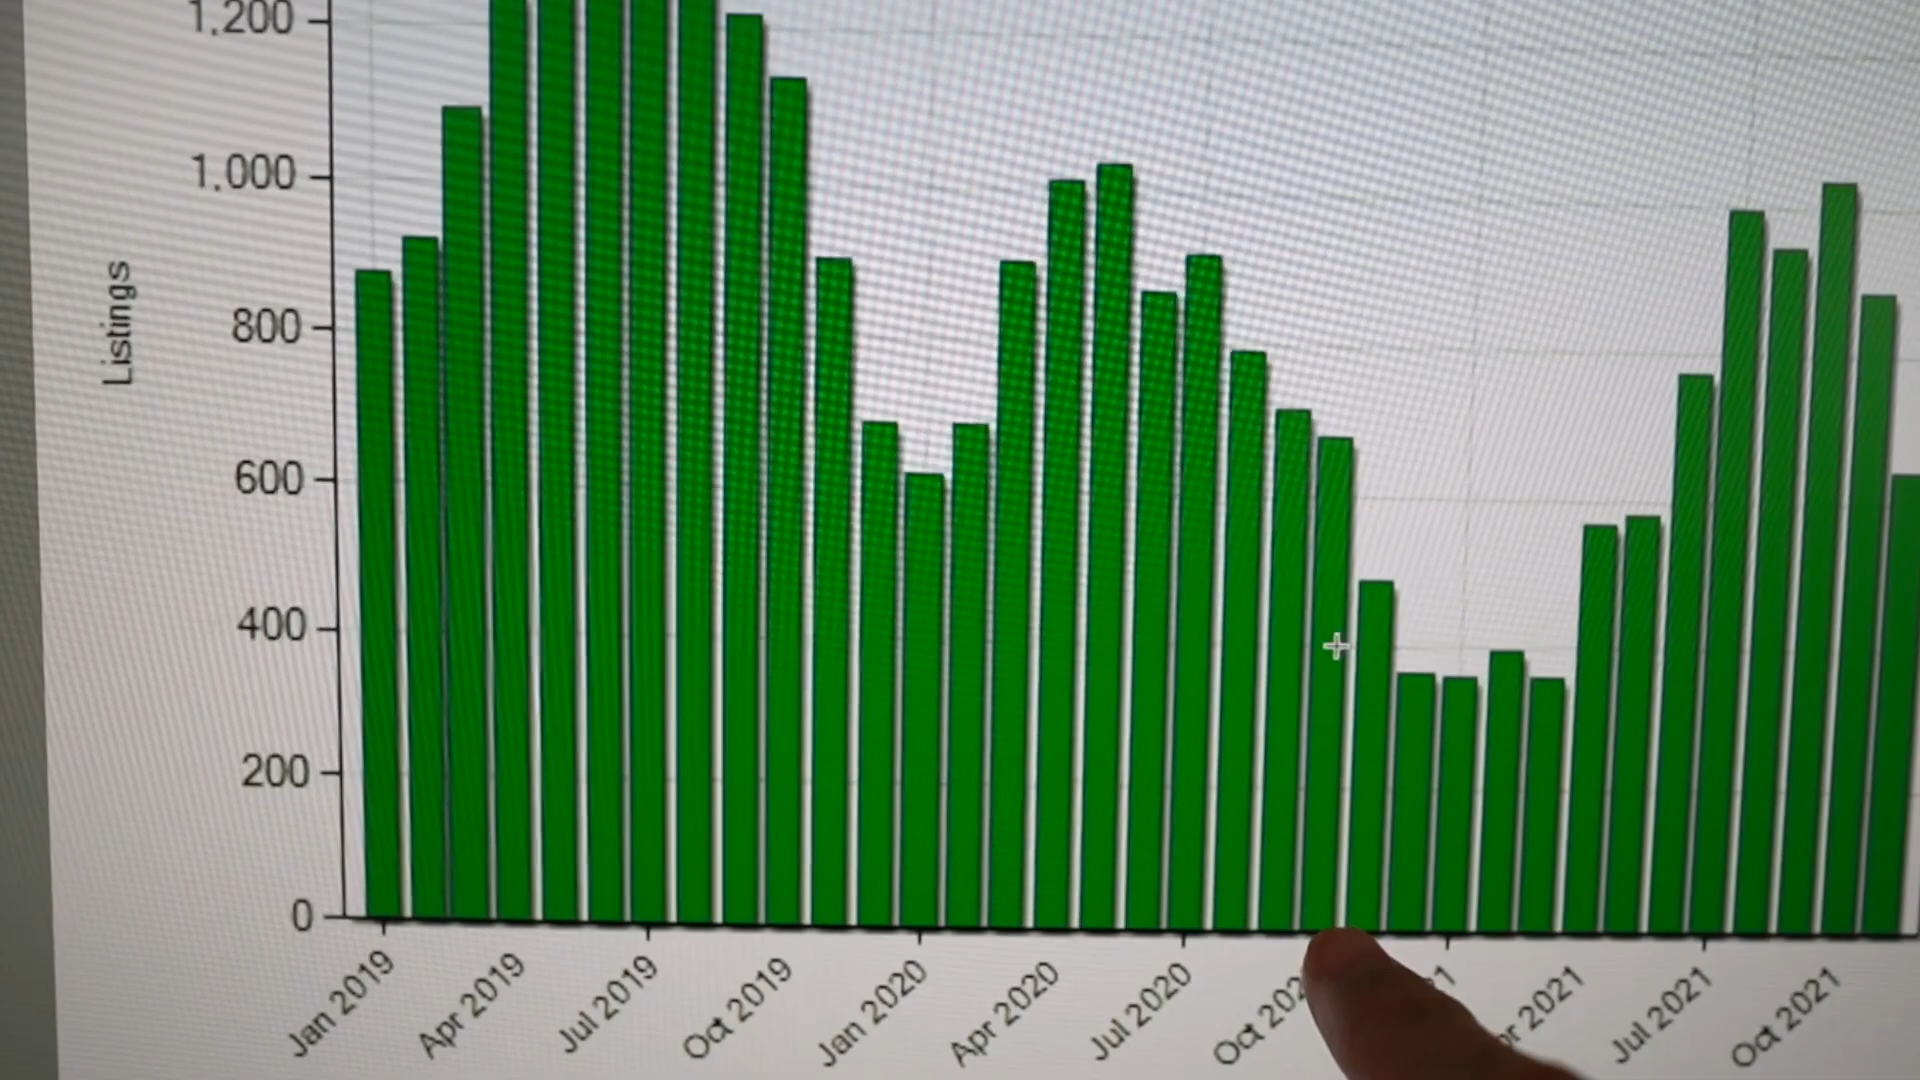 1,200
1,000
800
600
400
200
0
Listings
Jan 2019
Apr 2019
Jul 2019
Oct 2019
Jan 2020
Apr 2020
Jul 2020
Oct
2021
Jul 2021
Oct 2021